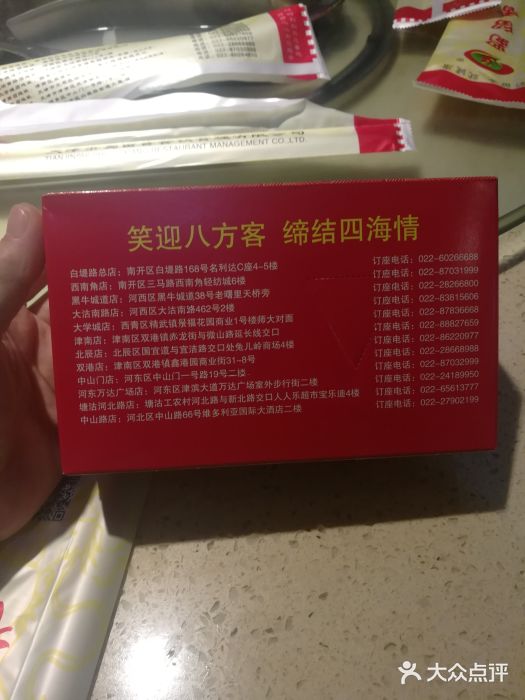 TIANJIN RESTAURANT MANAGEMENT CO.,LTD.
笑迎八方客 缔结四海情
白堤路总店：南开区白堤路168号名利达C座4-5楼 订座电话：022-60266688
西南角店：南开区三马路西南角轻纺城6楼 订座电话：022-87031999
黑牛城道店：河西区黑牛城道38号老曙里天桥旁 订座电话：022-28266800
大沽南路店：河西区大沽南路462号2楼 订座电话：022-83815606
大学城店：西青区精武镇景福花园商业1号楼师大对面 订座电话：022-87836668
津南店：津南区双港镇赤龙街与微山路延长线交口 订座电话：022-88827659
北辰店：北辰区国宜道与宜洁路交口处兔儿岭商场4楼 订座电话：022-86220977
双港店：津南区双港镇鑫港园商业街31-8号 订座电话：022-28668988
中山门店：河东区中山门一号路19号二楼 订座电话：022-87032999
河东万达广场店：河东区津滨大道万达广场室外步行街二楼 订座电话：022-24189950
塘沽河北路店：塘沽工农村河北路与新北路交口人人乐超市宝乐迪4楼 订座电话：022-65613777
中山路店：河北区中山路66号维多利亚国际大酒店二楼 订座电话：022-27902199
大众点评